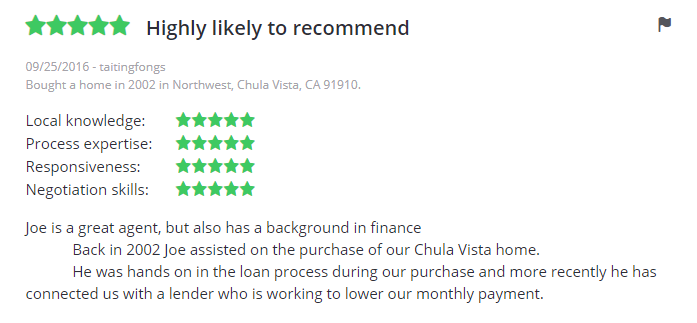 Highly likely to recommend
09/25/2016 - taitingfongs
Bought a home in 2002 in Northwest, Chula Vista, CA 91910.
Local knowledge:
Process expertise:
Responsiveness:
Negotiation skills:
Joe is a great agent, but also has a background in finance
Back in 2002 Joe assisted on the purchase of our Chula Vista home.
He was hands on in the loan process during our purchase and more recently he has
connected us with a lender who is working to lower our monthly payment.